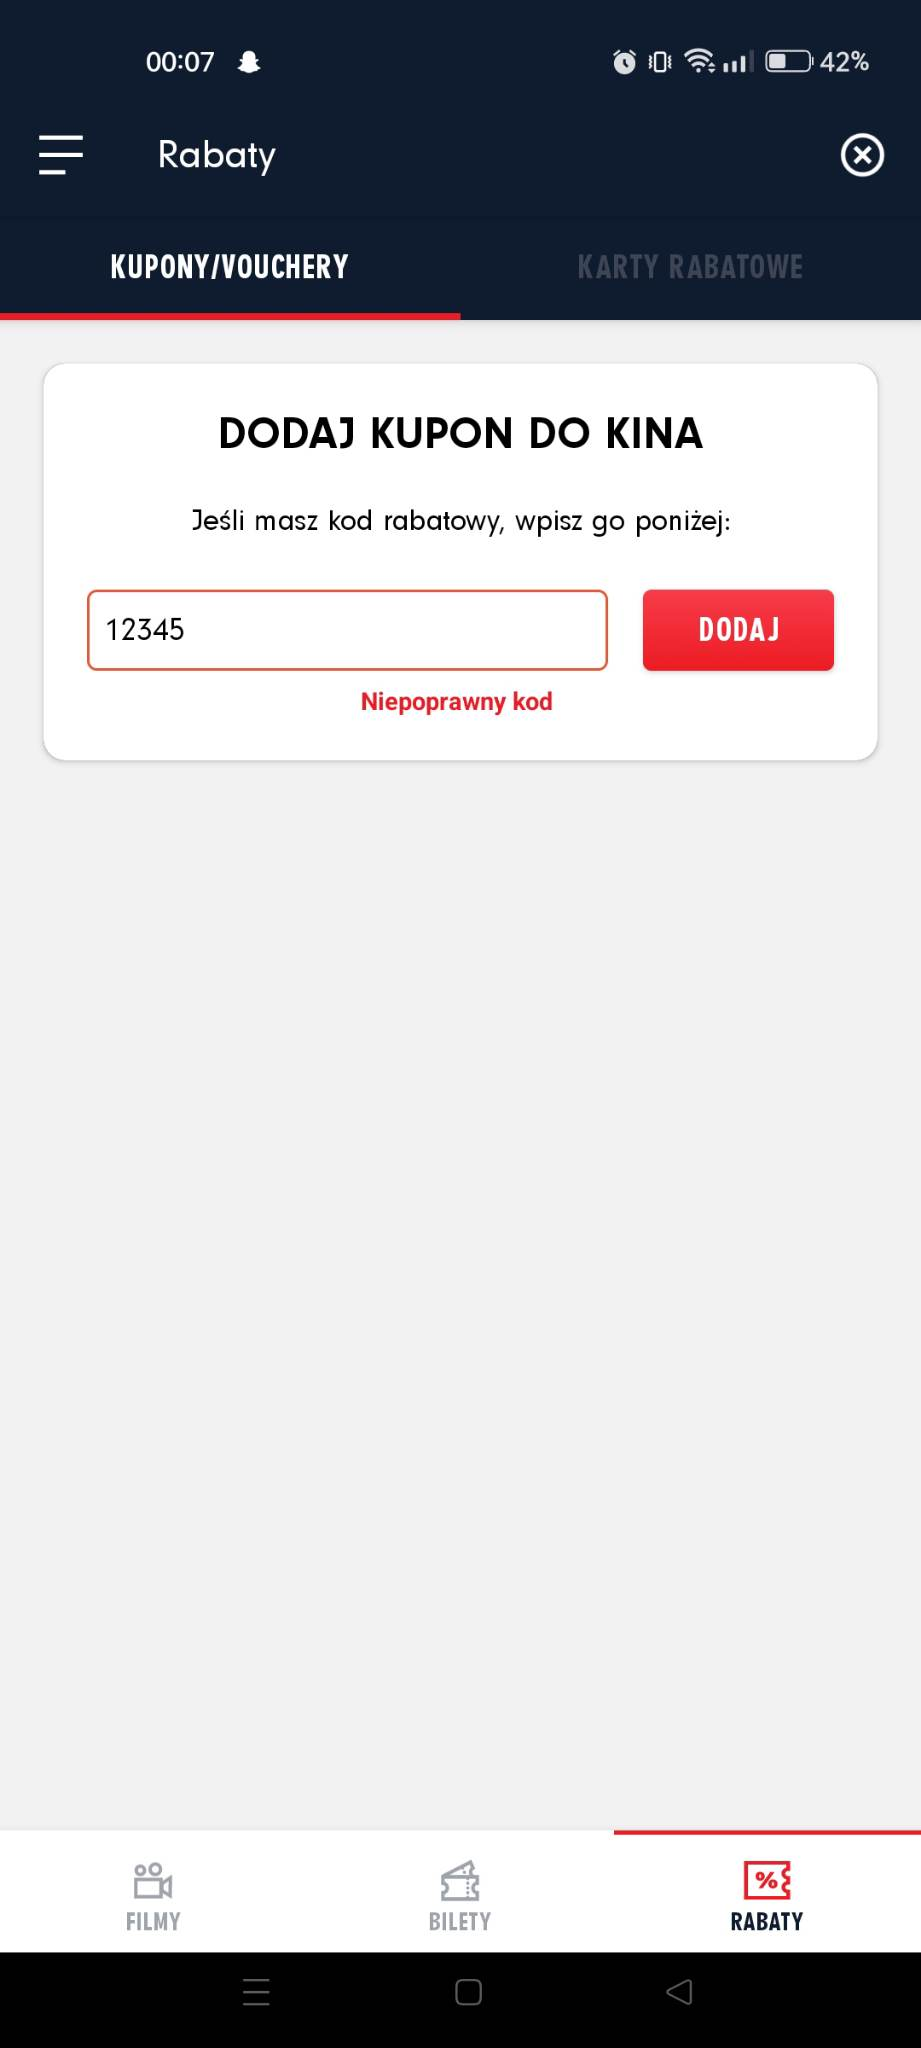 00:07
42%
Rabaty
KUPONY/VOUCHERY
KARTY RABATOWE
DODAJ KUPON DO KINA
Jeśli masz kod rabatowy, wpisz go poniżej:
12345
DODAJ
Niepoprawny kod
%
FILMY
BILETY
RABATY